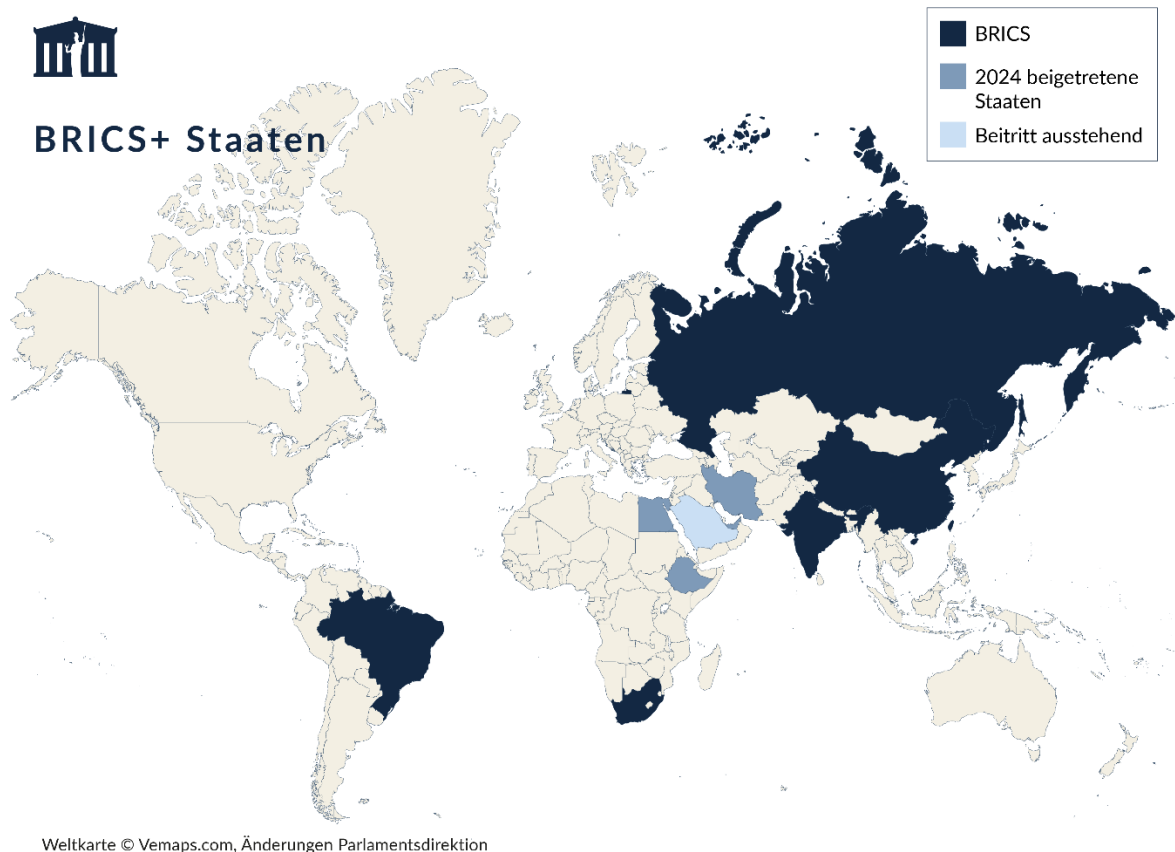 BRICS+ Staaten
BRICS
2024 beigetretene
Staaten
Beitritt ausstehend
Weltkarte © Vemaps.com, Änderungen Parlamentsdirektion